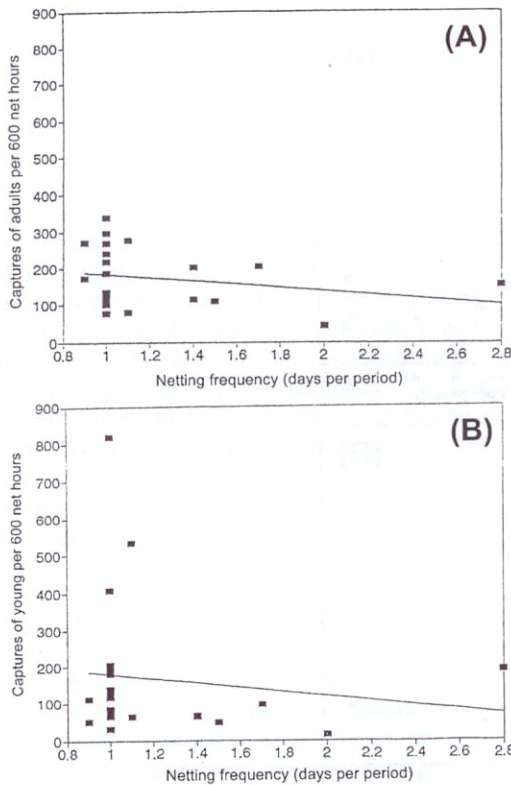 (A)
Captures of adults per 600 net hours
900
800
700
600
500
400
300
200
100
0
0.8 1 1.2 1.4 1.6 1.8 2 2.2 2.4 2.6 2.8
Netting frequency (days per period)
(B)
Captures of young per 600 net hours
900
800
700
600
500
400
300
200
100
0
0.8 1 1.2 1.4 1.6 1.8 2 2.2 2.4 2.6 2.8
Netting frequency (days per period)